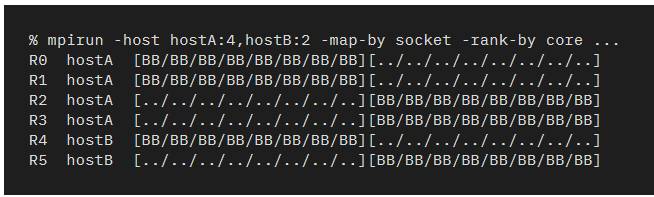 % mpirun -host hostA:4,hostB:2 -map-by socket -rank-by core ...
R0  hostA  [BB/BB/BB/BB/BB/BB/BB/BB][../../../../../../../..]
R1  hostA  [BB/BB/BB/BB/BB/BB/BB/BB][../../../../../../../..]
R2  hostA  [../../../../../../../..][BB/BB/BB/BB/BB/BB/BB/BB]
R3  hostA  [../../../../../../../..][BB/BB/BB/BB/BB/BB/BB/BB]
R4  hostB  [BB/BB/BB/BB/BB/BB/BB/BB][../../../../../../../..]
R5  hostB  [../../../../../../../..][BB/BB/BB/BB/BB/BB/BB/BB]